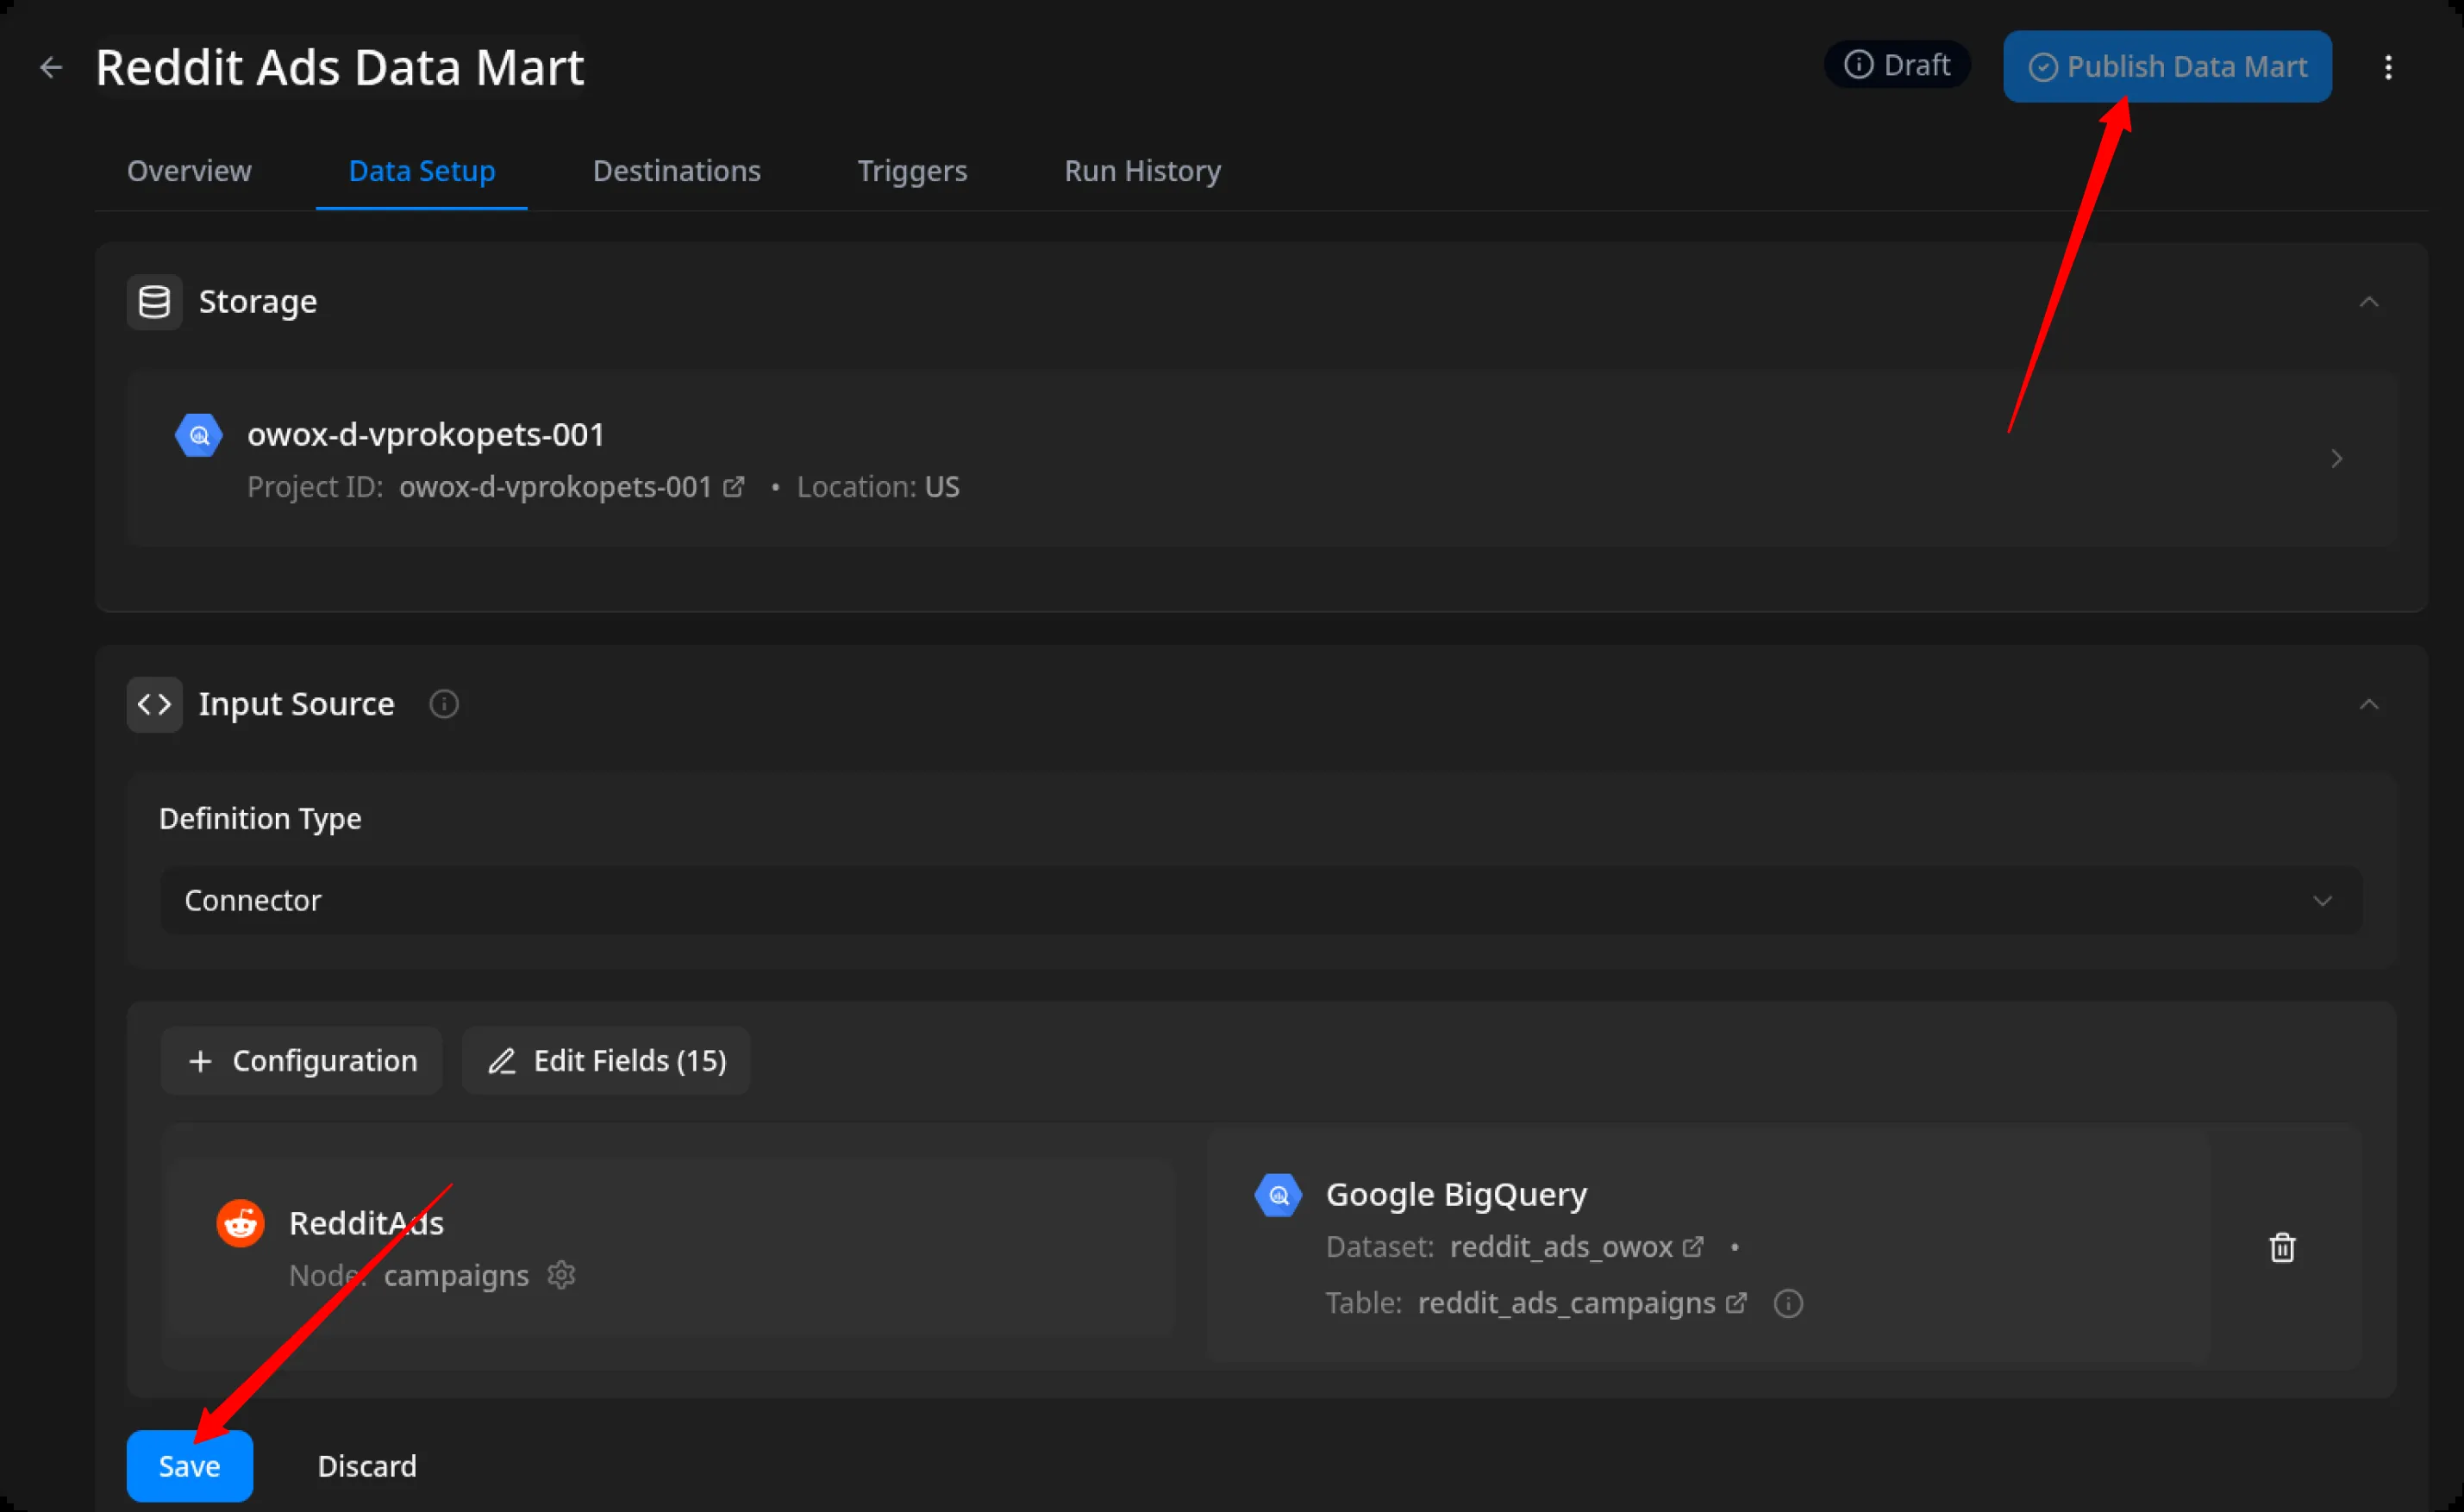 Reddit Ads Data Mart
Draft
Publish Data Mart
Overview
Data Setup
Destinations
Triggers
Run History
Storage
owox-d-vprokopets-001
Project ID: owox-d-vprokopets-001 • Location: US
Input Source
Definition Type
Connector
Configuration
Edit Fields (15)
RedditAds
Node: campaigns
Google BigQuery
Dataset: reddit_ads_owox •
Table: reddit_ads_campaigns
Save
Discard